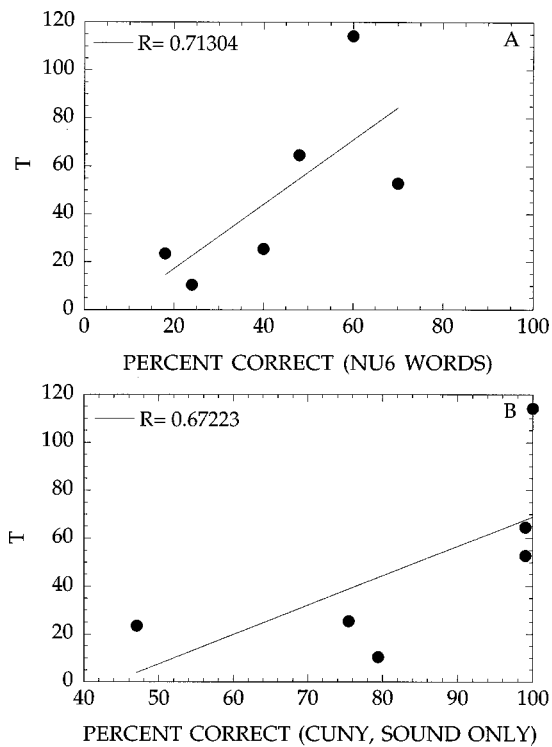 120
R= 0.71304
A
100
80
60
T
40
20
0
0 20 40 60 80 100
PERCENT CORRECT (NU6 WORDS)
120
R= 0.67223
B
100
80
60
T
40
20
0
40 50 60 70 80 90 100
PERCENT CORRECT (CUNY, SOUND ONLY)